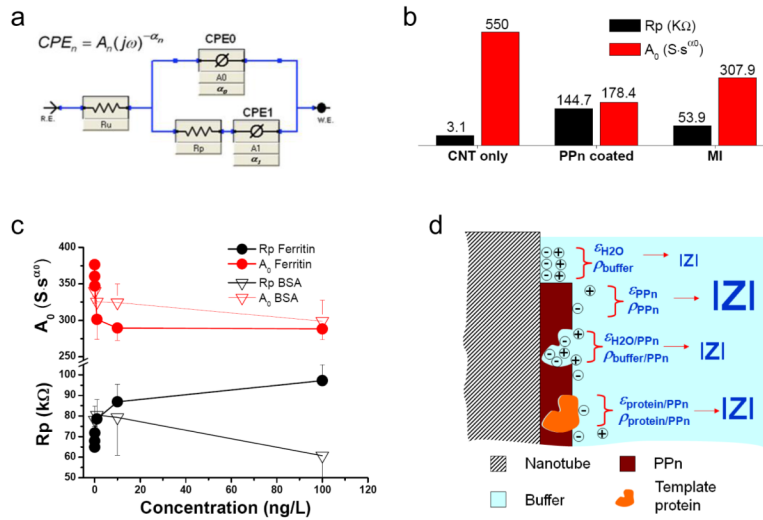 a
CPEn = An(jω)^-αn
CPE0
A0
α0
R.E.
Ru
W.E.
CPE1
Rp
A1
α1
b
Rp (KΩ)
A0 (S·s^α0)
550
3.1
144.7
178.4
53.9
307.9
CNT only
PPn coated
MI
c
Rp Ferritin
A0 Ferritin
Rp BSA
A0 BSA
A0 (S·s^α0)
400
350
300
250
Rp (kΩ)
100
90
80
70
60
50
0 20 40 60 80 100 120
Concentration (ng/L)
d
εH2O
ρbuffer
|Z|
εPPn
ρPPn
|Z|
εH2O/PPn
ρbuffer/PPn
|Z|
εprotein/PPn
ρprotein/PPn
|Z|
Nanotube
PPn
Buffer
Template
protein